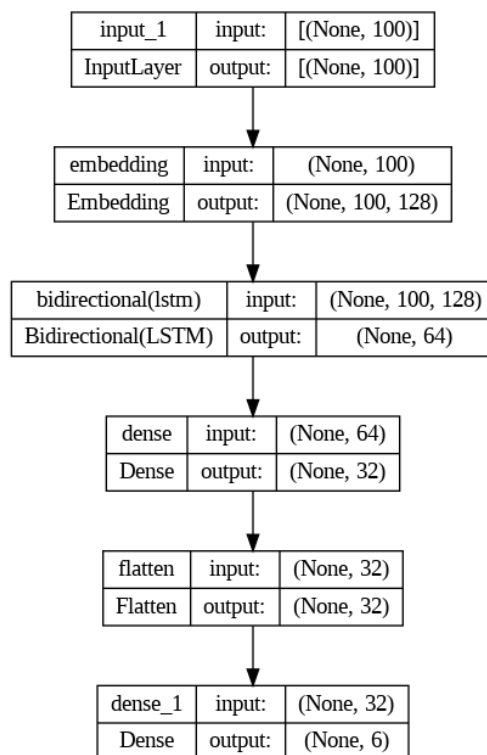 input_1 input: [(None, 100)]
InputLayer output: [(None, 100)]
embedding input: (None, 100)
Embedding output: (None, 100, 128)
bidirectional(lstm) input: (None, 100, 128)
Bidirectional(LSTM) output: (None, 64)
dense input: (None, 64)
Dense output: (None, 32)
flatten input: (None, 32)
Flatten output: (None, 32)
dense_1 input: (None, 32)
Dense output: (None, 6)